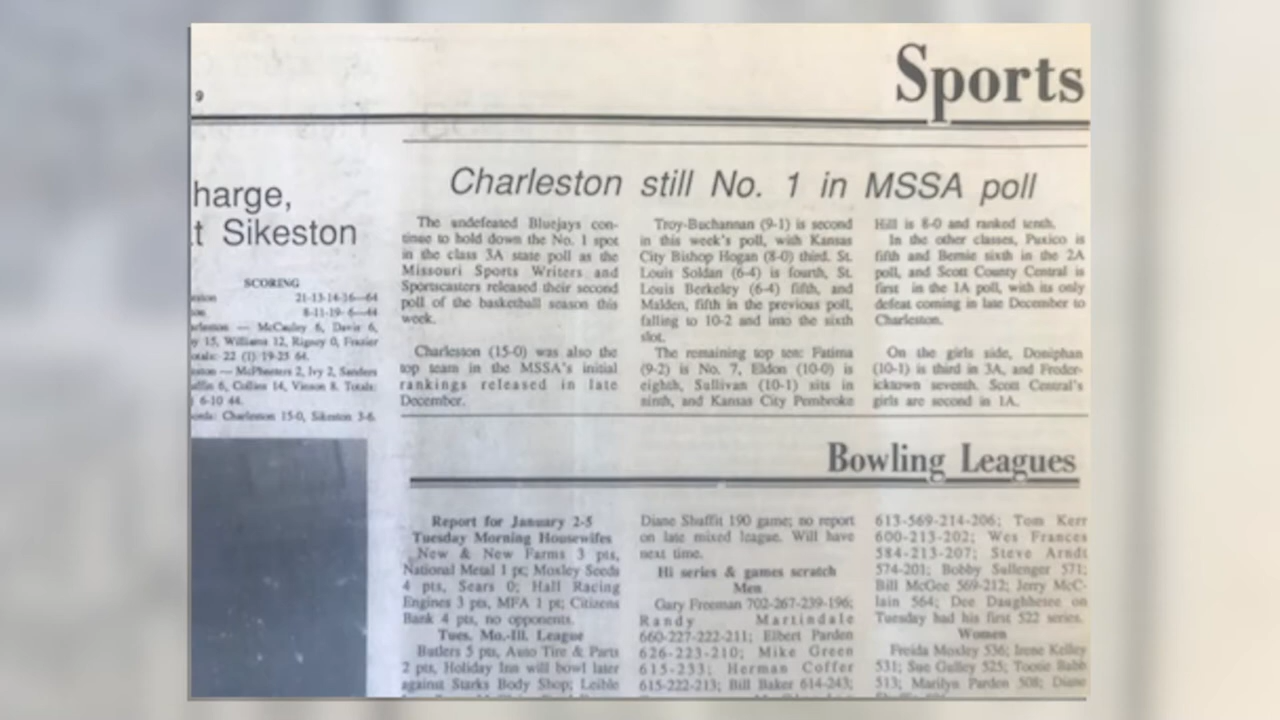 9
Sports
harge,
t Sikeston
SCORING
21-13-14-16—64
8-11-19- 6—44
— McCauley 6, Davis 6,
15, Williams 12, Rigney 0, Frazier
22 (1) 19-25 64.
— McPheeters 2, Ivy 2, Sanders
6, Collins 14, Vinson 8. Totals:
6-10 44.
Charleston 15-0, Sikeston 3-6.
Charleston still No. 1 in MSSA poll
The undefeated Bluejays con-
tinue to hold down the No. 1 spot
in the class 3A state poll as the
Missouri Sports Writers and
Sportscasters released their second
poll of the basketball season this
week.
Charleston (15-0) was also the
top team in the MSSA's initial
rankings released in late
December.
Troy-Buchannan (9-1) is second
in this week's poll, with Kansas
City Bishop Hogan (8-0) third. St.
Louis Soldan (6-4) is fourth, St.
Louis Berkeley (6-4) fifth, and
Malden, fifth in the previous poll,
falling to 10-2 and into the sixth
slot.
The remaining top ten: Fatima
(9-2) is No. 7, Eldon (10-0) is
eighth, Sullivan (10-1) sits in
ninth, and Kansas City Pembroke
Hill is 8-0 and ranked tenth.
In the other classes, Puxico is
fifth and Bernie sixth in the 2A
poll, and Scott County Central is
first in the 1A poll, with its only
defeat coming in late December to
Charleston.
On the girls side, Doniphan
(10-1) is third in 3A, and Freder-
icktown seventh. Scott Central's
girls are second in 1A.
Bowling Leagues
Report for January 2-5
Tuesday Morning Housewifes
New & New Farms 3 pts,
National Metal 1 pt; Moxley Seeds
4 pts, Sears 0; Hall Racing
Engines 3 pts, MFA 1 pt; Citizens
Bank 4 pts, no opponents.
Tues. Mo.-Ill. League
Butlers 5 pts, Auto Tire & Parts
2 pts, Holiday Inn will bowl later
against Starks Body Shop; Leible
Diane Shuffit 190 game; no report
on late mixed league. Will have
next time.
Hi series & games scratch
Men
Gary Freeman 702-267-239-196;
Randy Martindale
660-227-222-211; Elbert Parden
626-223-210; Mike Green
615-233; Herman Coffer
615-222-213; Bill Baker 614-243;
613-569-214-206; Tom Kerr
600-213-202; Wes Frances
584-213-207; Steve Arndt
574-201; Bobby Sullenger 571;
Bill McGee 569-212; Jerry McC-
lain 564; Dee Daughhetee on
Tuesday had his first 522 series.
Women
Freida Moxley 536; Irene Kelley
531; Sue Gulley 525; Tootie Babb
513; Marilyn Parden 508; Diane